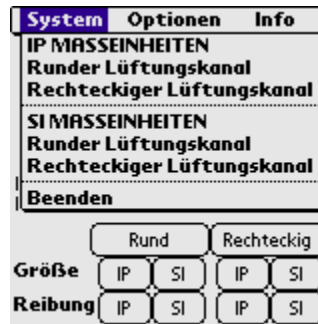 System Optionen Info
IP MASSEINHEITEN
Runder Lüftungskanal
Rechteckiger Lüftungskanal
SI MASSEINHEITEN
Runder Lüftungskanal
Rechteckiger Lüftungskanal
Beenden
Rund Rechteckig
Größe IP SI IP SI
Reibung IP SI IP SI